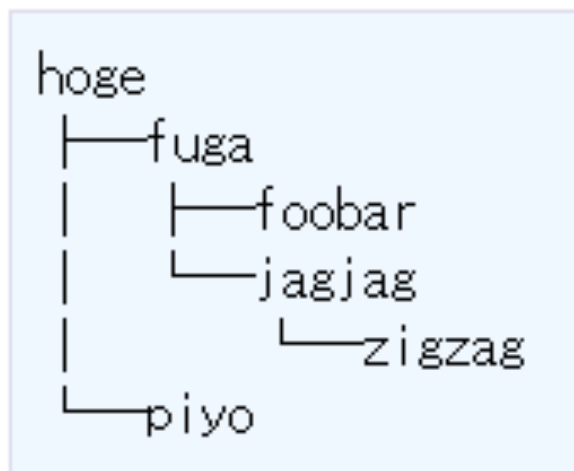 hoge
├──fuga
│   ├──foobar
│   └──jagjag
│       └──zigzag
└──piyo